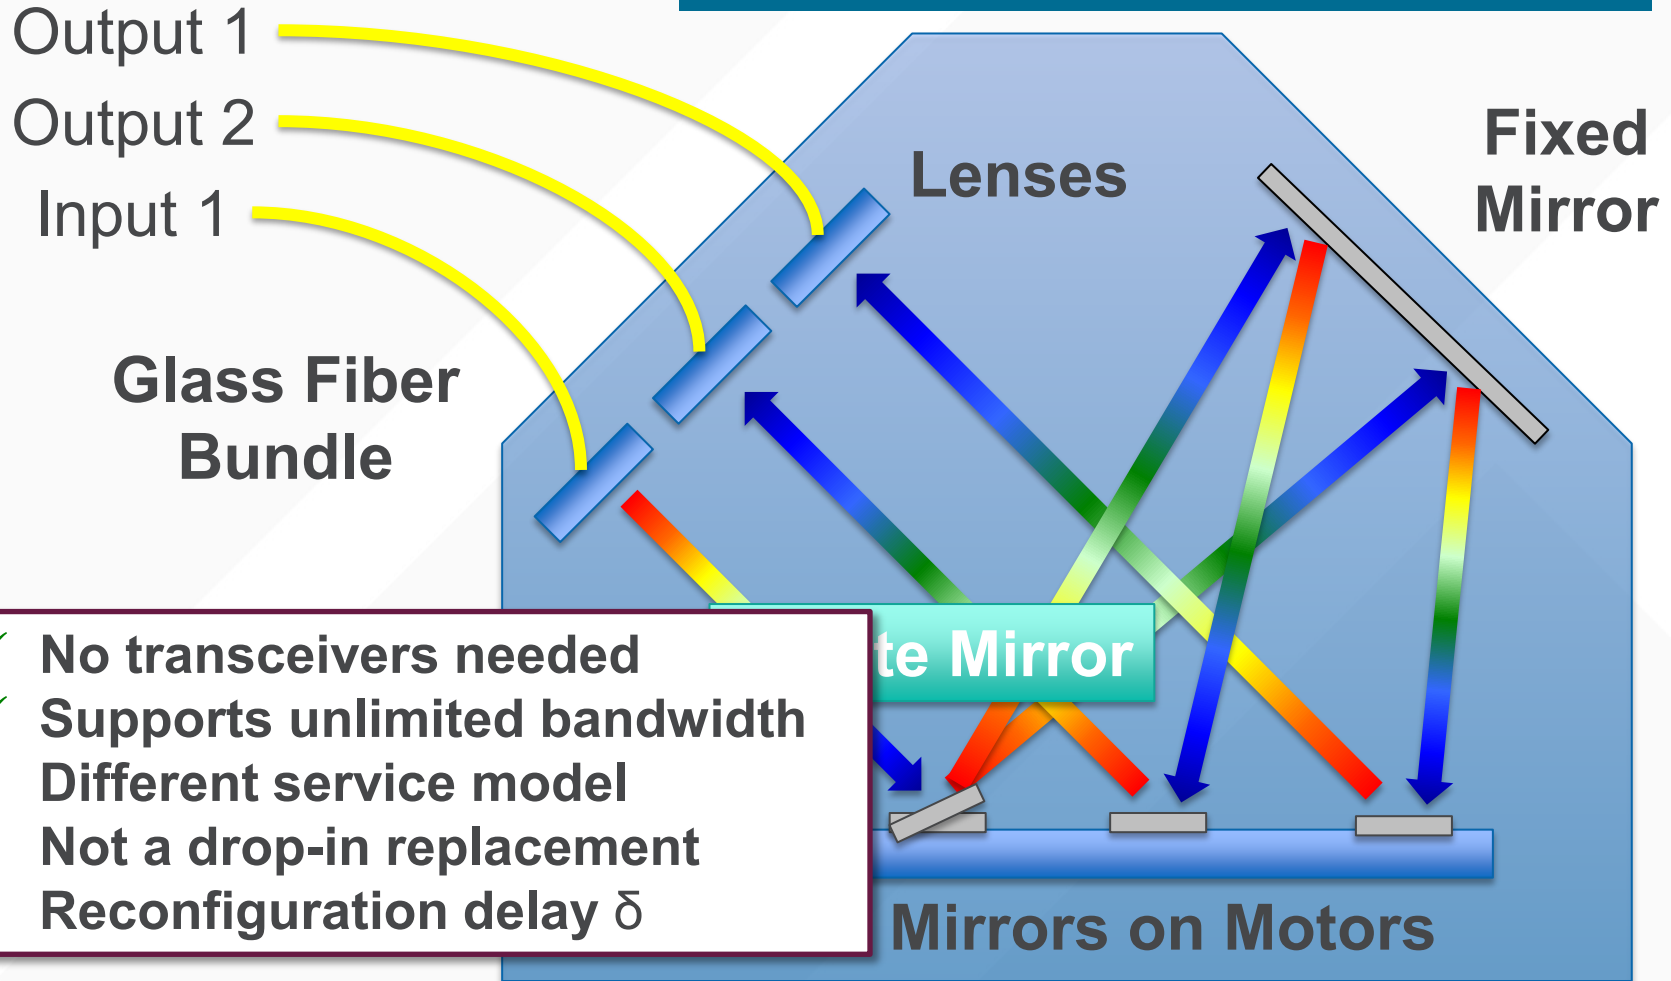 Output 1
Output 2
Input 1
Glass Fiber
Bundle
Lenses
Fixed
Mirror
Mirror
✓ No transceivers needed
✓ Supports unlimited bandwidth
Different service model
Not a drop-in replacement
Reconfiguration delay δ
Mirrors on Motors